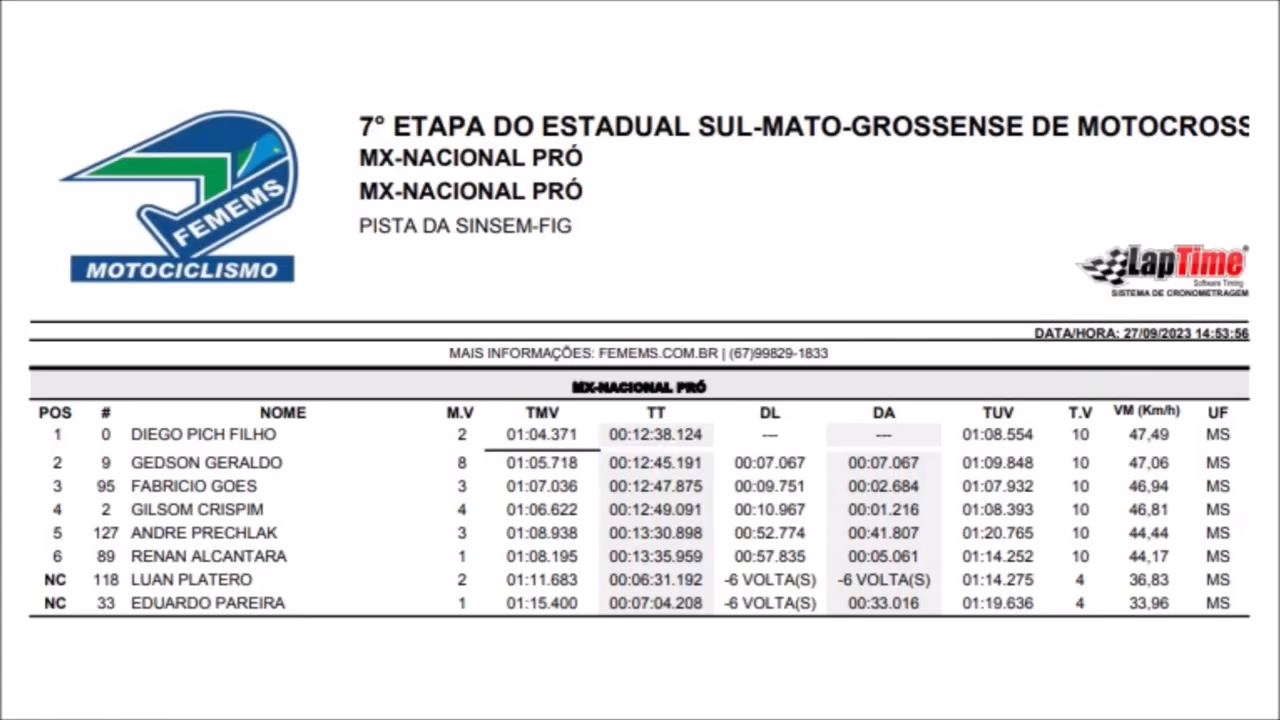 7° ETAPA DO ESTADUAL SUL-MATO-GROSSENSE DE MOTOCROSS
MX-NACIONAL PRÓ
MX-NACIONAL PRÓ
PISTA DA SINSEM-FIG
FEMEMS
MOTOCICLISMO
LapTime
Software Timing
SISTEMA DE CRONOMETRAGEM
DATA/HORA: 27/09/2023 14:53:56
MAIS INFORMAÇÕES: FEMEMS.COM.BR | (67)99829-1833
MX-NACIONAL PRÓ
POS # NOME M.V TMV TT DL DA TUV T.V VM (Km/h) UF
1 0 DIEGO PICH FILHO 2 01:04.371 00:12:38.124 --- --- 01:08.554 10 47,49 MS
2 9 GEDSON GERALDO 8 01:05.718 00:12:45.191 00:07.067 00:07.067 01:09.848 10 47,06 MS
3 95 FABRICIO GOES 3 01:07.036 00:12:47.875 00:09.751 00:02.684 01:07.932 10 46,94 MS
4 2 GILSOM CRISPIM 4 01:06.622 00:12:49.091 00:10.967 00:01.216 01:08.393 10 46,81 MS
5 127 ANDRE PRECHLAK 3 01:08.938 00:13:30.898 00:52.774 00:41.807 01:20.765 10 44,44 MS
6 89 RENAN ALCANTARA 1 01:08.195 00:13:35.959 00:57.835 00:05.061 01:14.252 10 44,17 MS
NC 118 LUAN PLATERO 2 01:11.683 00:06:31.192 -6 VOLTA(S) -6 VOLTA(S) 01:14.275 4 36,83 MS
NC 33 EDUARDO PAREIRA 1 01:15.400 00:07:04.208 -6 VOLTA(S) 00:33.016 01:19.636 4 33,96 MS